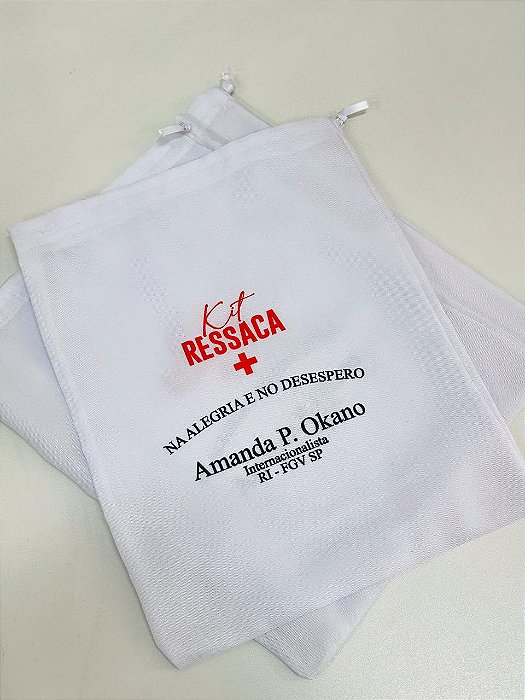 Kit
RESSACA
NA ALEGRIA E NO DESESPERO
Amanda P. Okano
Internacionalista
RI - FGV SP